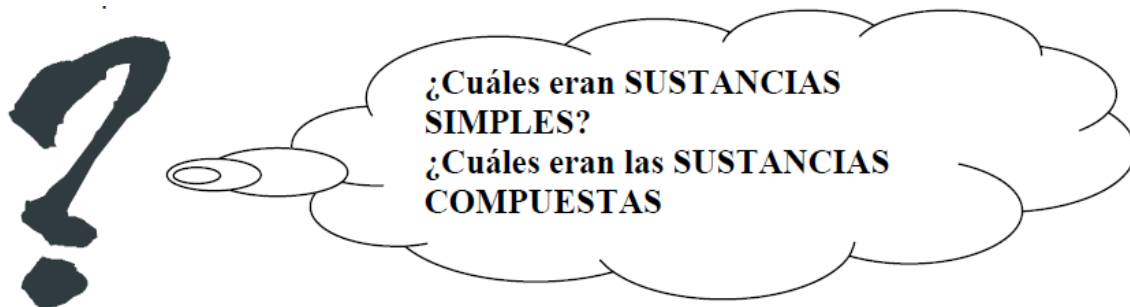 ¿Cuáles eran SUSTANCIAS
SIMPLES?
¿Cuáles eran las SUSTANCIAS
COMPUESTAS